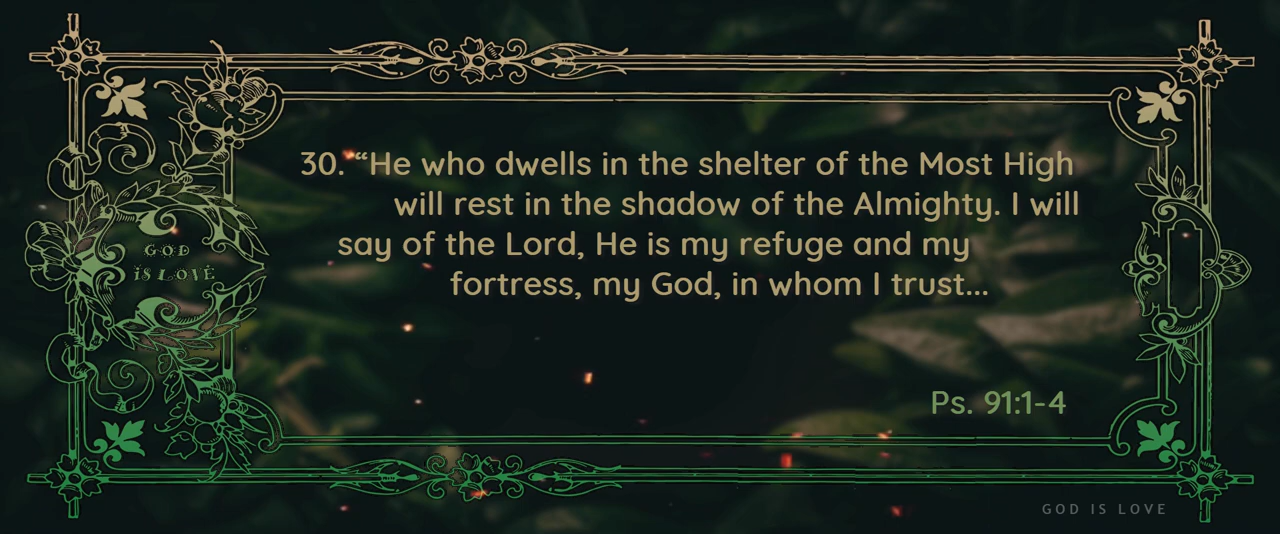 GOD
IS LOVE
30. “He who dwells in the shelter of the Most High
will rest in the shadow of the Almighty. I will
say of the Lord, He is my refuge and my
fortress, my God, in whom I trust...
Ps. 91:1-4
GOD IS LOVE